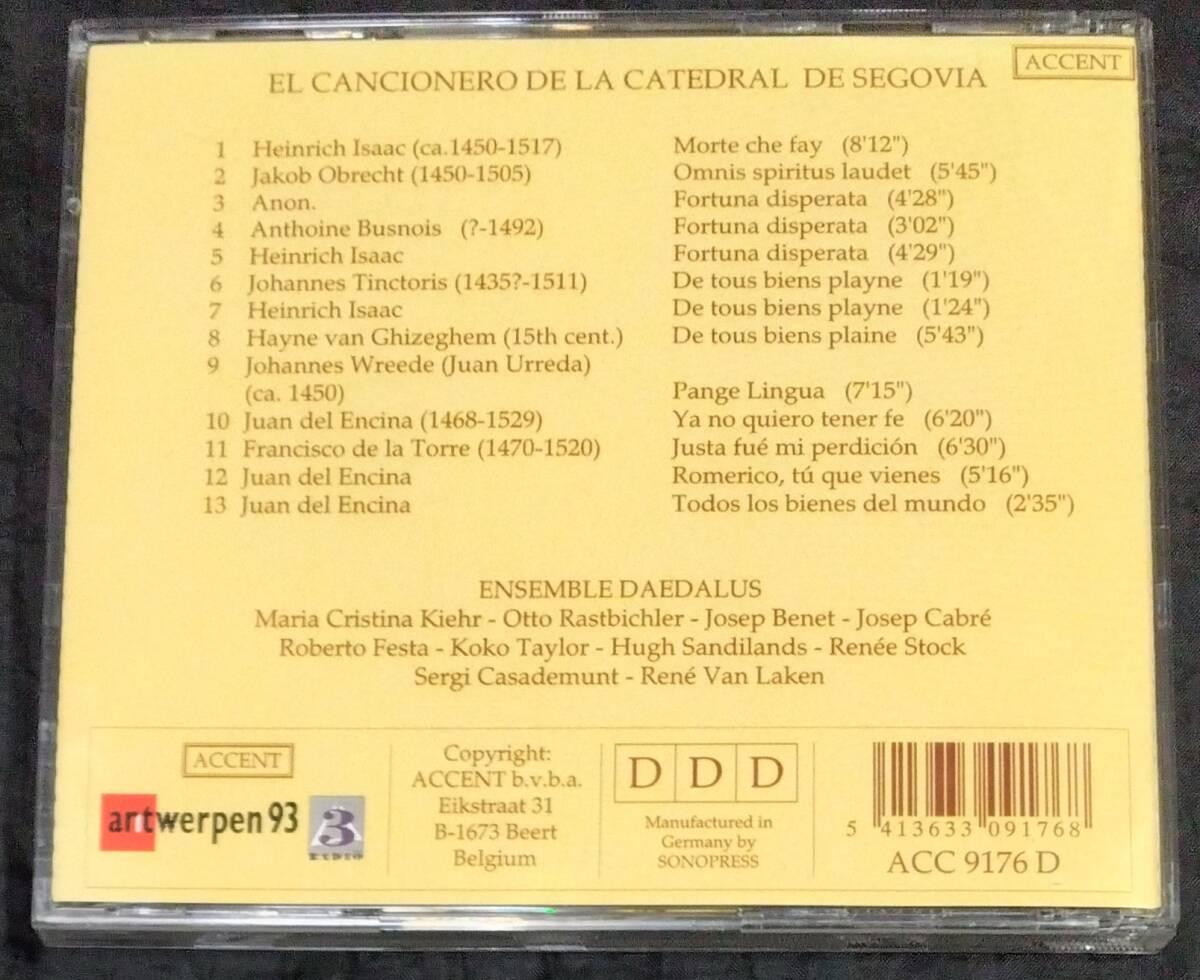 ACCENT
EL CANCIONERO DE LA CATEDRAL DE SEGOVIA
1 Heinrich Isaac (ca.1450-1517) Morte che fay (8'12")
2 Jakob Obrecht (1450-1505) Omnis spiritus laudet (5'45")
3 Anon. Fortuna disperata (4'28")
4 Anthoine Busnois (?-1492) Fortuna disperata (3'02")
5 Heinrich Isaac Fortuna disperata (4'29")
6 Johannes Tinctoris (1435?-1511) De tous biens playne (1'19")
7 Heinrich Isaac De tous biens playne (1'24")
8 Hayne van Ghizeghem (15th cent.) De tous biens plaine (5'43")
9 Johannes Wreede (Juan Urreda)
(ca. 1450) Pange Lingua (7'15")
10 Juan del Encina (1468-1529) Ya no quiero tener fe (6'20")
11 Francisco de la Torre (1470-1520) Justa fué mi perdición (6'30")
12 Juan del Encina Romerico, tú que vienes (5'16")
13 Juan del Encina Todos los bienes del mundo (2'35")
ENSEMBLE DAEDALUS
Maria Cristina Kiehr - Otto Rastbichler - Josep Benet - Josep Cabré
Roberto Festa - Koko Taylor - Hugh Sandilands - Renée Stock
Sergi Casademunt - René Van Laken
ACCENT
antwerpen 93
3
RADIO
Copyright:
ACCENT b.v.b.a.
Eikstraat 31
B-1673 Beert
Belgium
D D D
Manufactured in
Germany by
SONOPRESS
5 413633 091768
ACC 9176 D